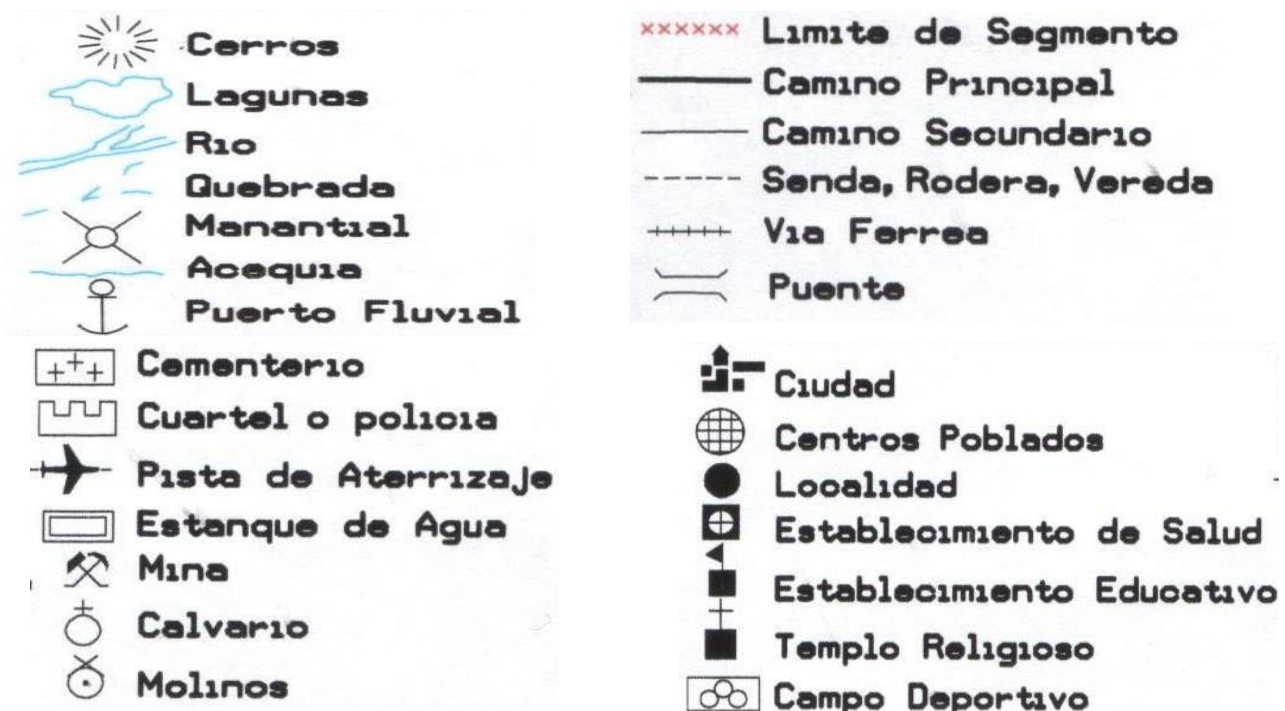 Cerros
Lagunas
Rio
Quebrada
Manantial
Acequia
Puerto Fluvial
Limite de Segmento
Camino Principal
Camino Secundario
Senda, Rodera, Vereda
Via Ferrea
Puente
Cementerio
Cuartel o policia
Pista de Aterrizaje
Estanque de Agua
Mina
Calvario
Molinos
Ciudad
Centros Poblados
Localidad
Establecimiento de Salud
Establecimiento Educativo
Templo Religioso
Campo Deportivo